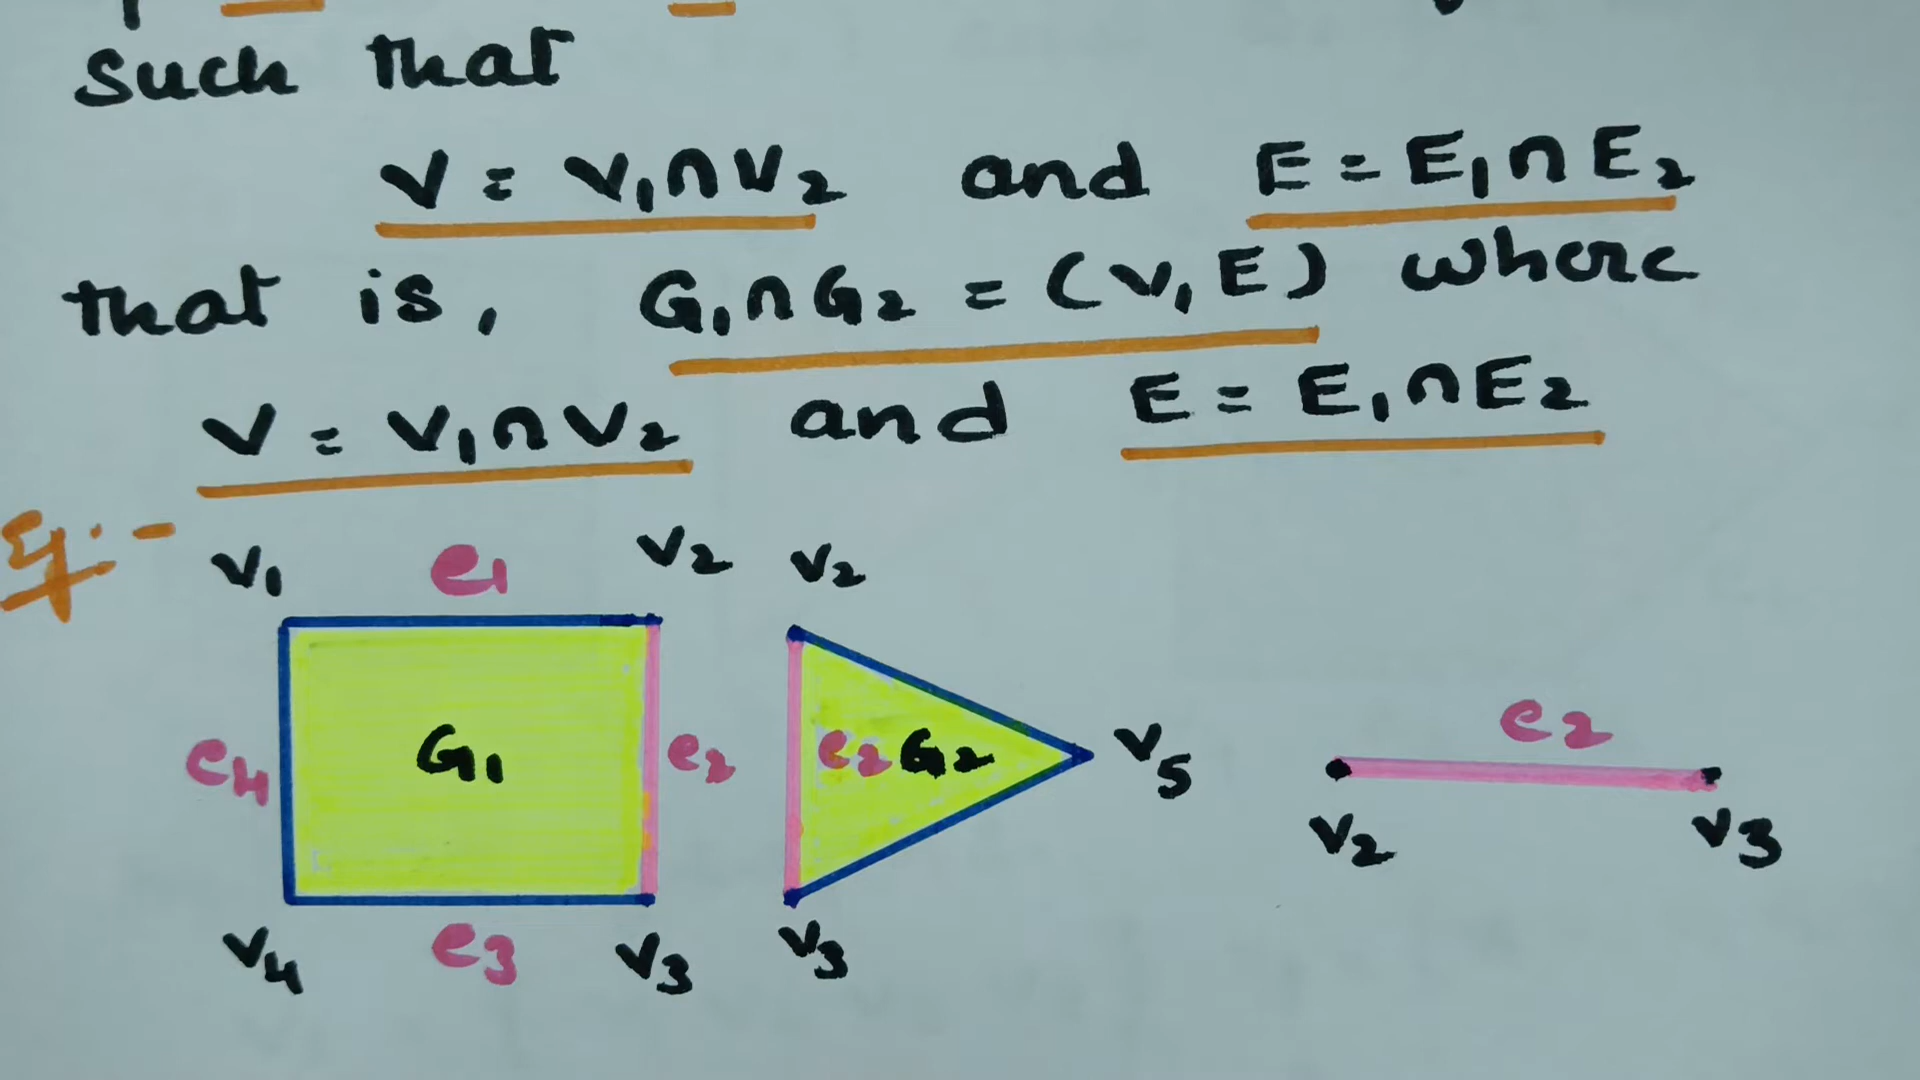 Such that
V = V1∩V2 and E = E1∩E2
that is, G1∩G2 = (V, E) where
V = V1∩V2 and E = E1∩E2
Eg:-
V1 e1 V2 V2
e4 G1 e2 e2 G2 V5
e2
V2 V3
V4 e3 V3 V3